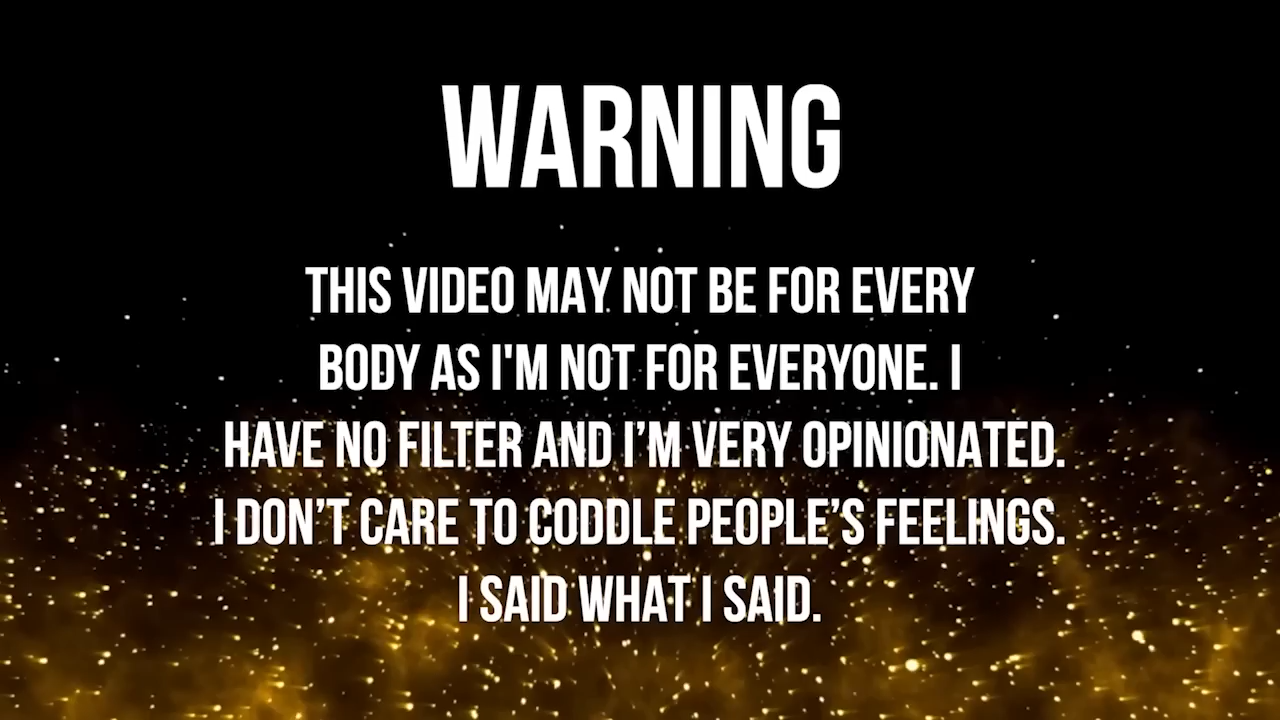 WARNING
THIS VIDEO MAY NOT BE FOR EVERY
BODY AS I'M NOT FOR EVERYONE. I
HAVE NO FILTER AND I’M VERY OPINIONATED.
I DON’T CARE TO CODDLE PEOPLE’S FEELINGS.
I SAID WHAT I SAID.